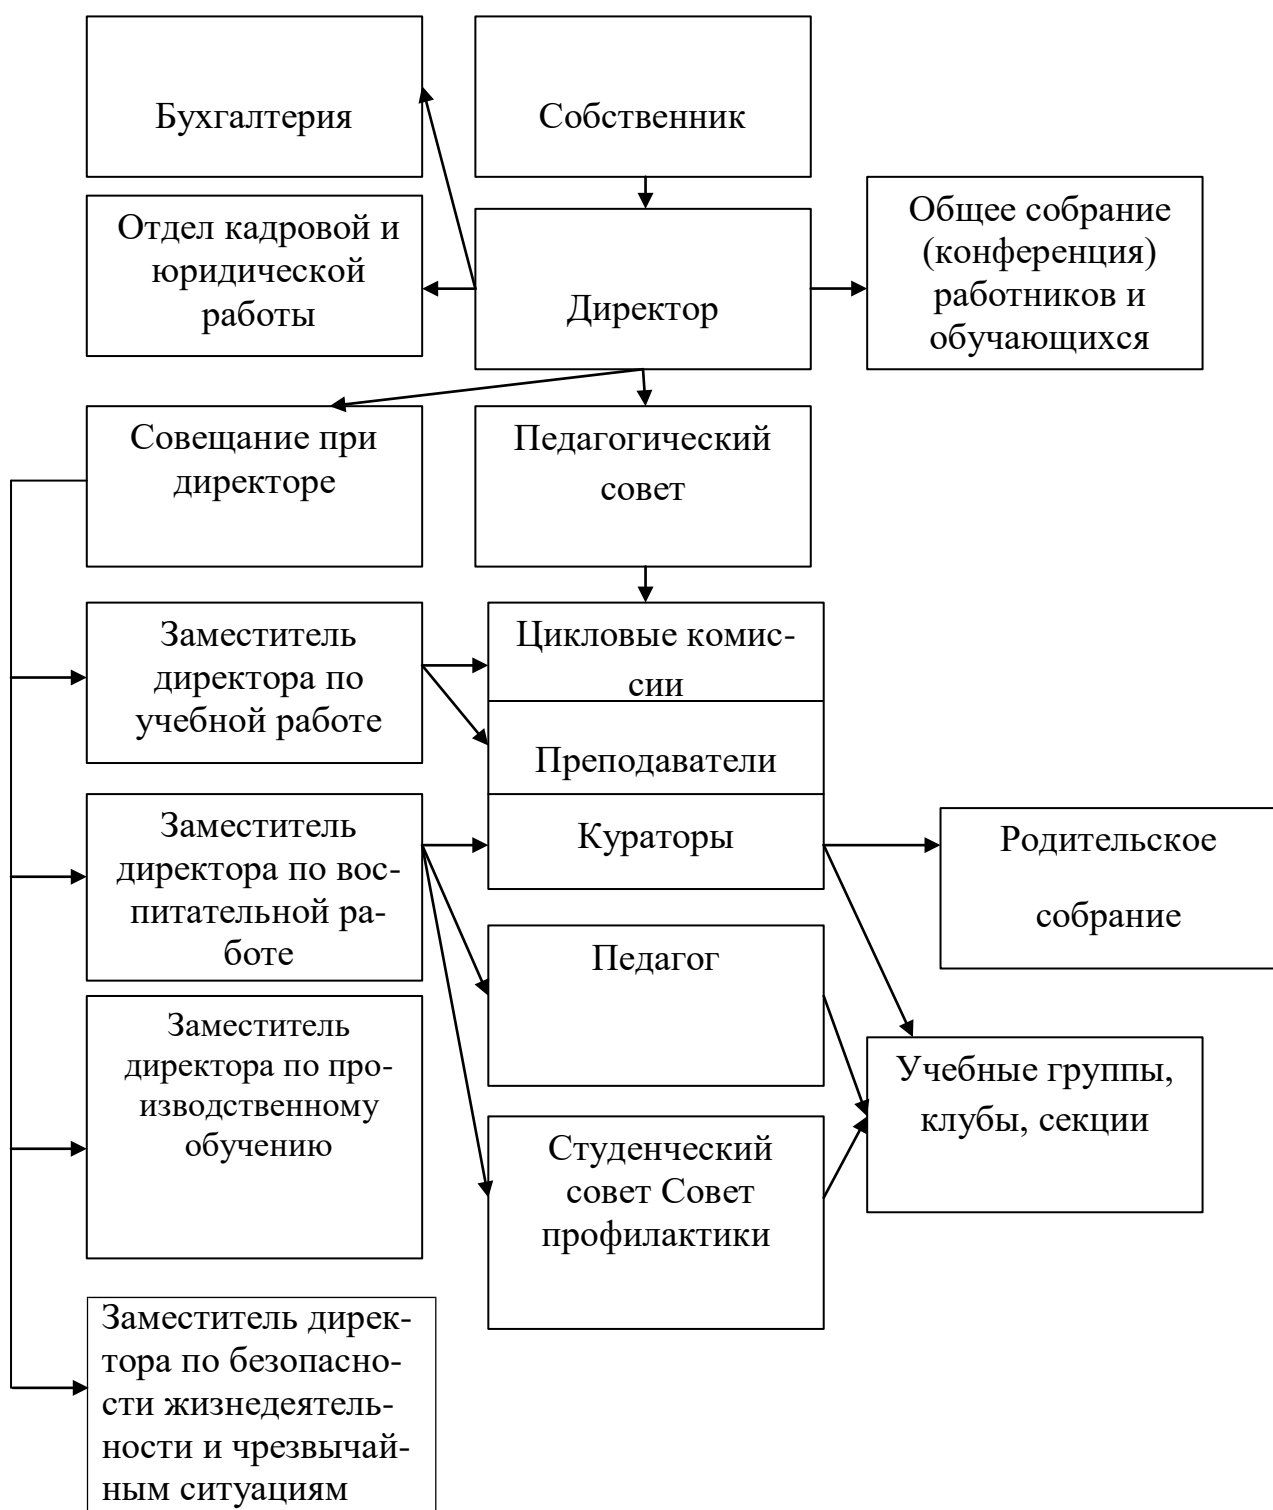 Бухгалтерия
Собственник
Отдел кадровой и
юридической
работы
Директор
Общее собрание
(конференция)
работников и
обучающихся
Совещание при
директоре
Педагогический
совет
Заместитель
директора по
учебной работе
Цикловые комис-
сии
Преподаватели
Заместитель
директора по вос-
питательной ра-
боте
Кураторы
Родительское
собрание
Педагог
Заместитель
директора по про-
изводственному
обучению
Учебные группы,
клубы, секции
Студенческий
совет Совет
профилактики
Заместитель дирек-
тора по безопасно-
сти жизнедеятель-
ности и чрезвычай-
ным ситуациям